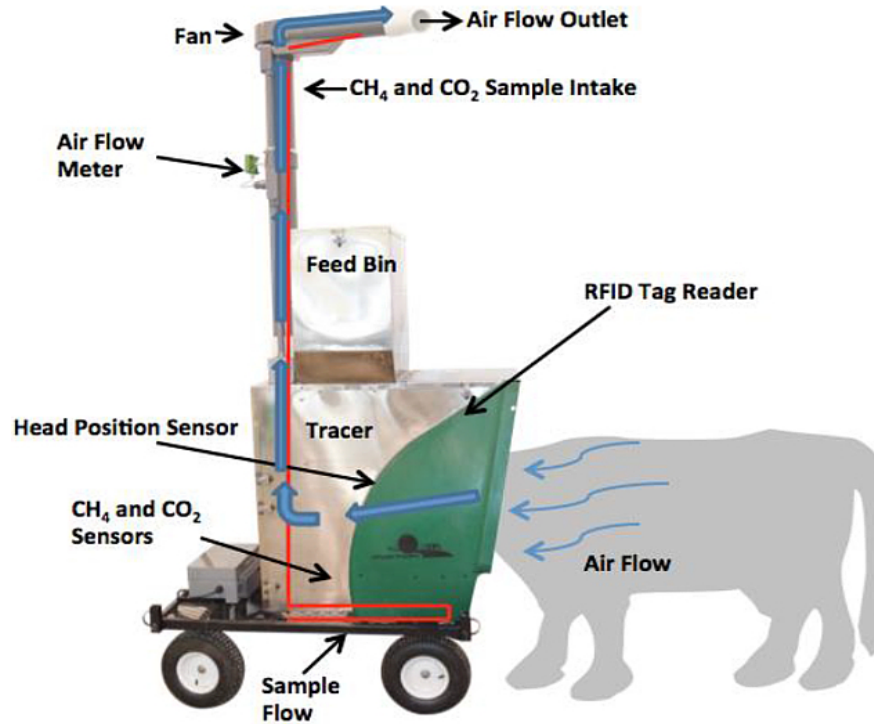 Fan
Air Flow Outlet
CH₄ and CO₂ Sample Intake
Air Flow
Meter
Feed Bin
RFID Tag Reader
Head Position Sensor
Tracer
CH₄ and CO₂
Sensors
Air Flow
Sample
Flow